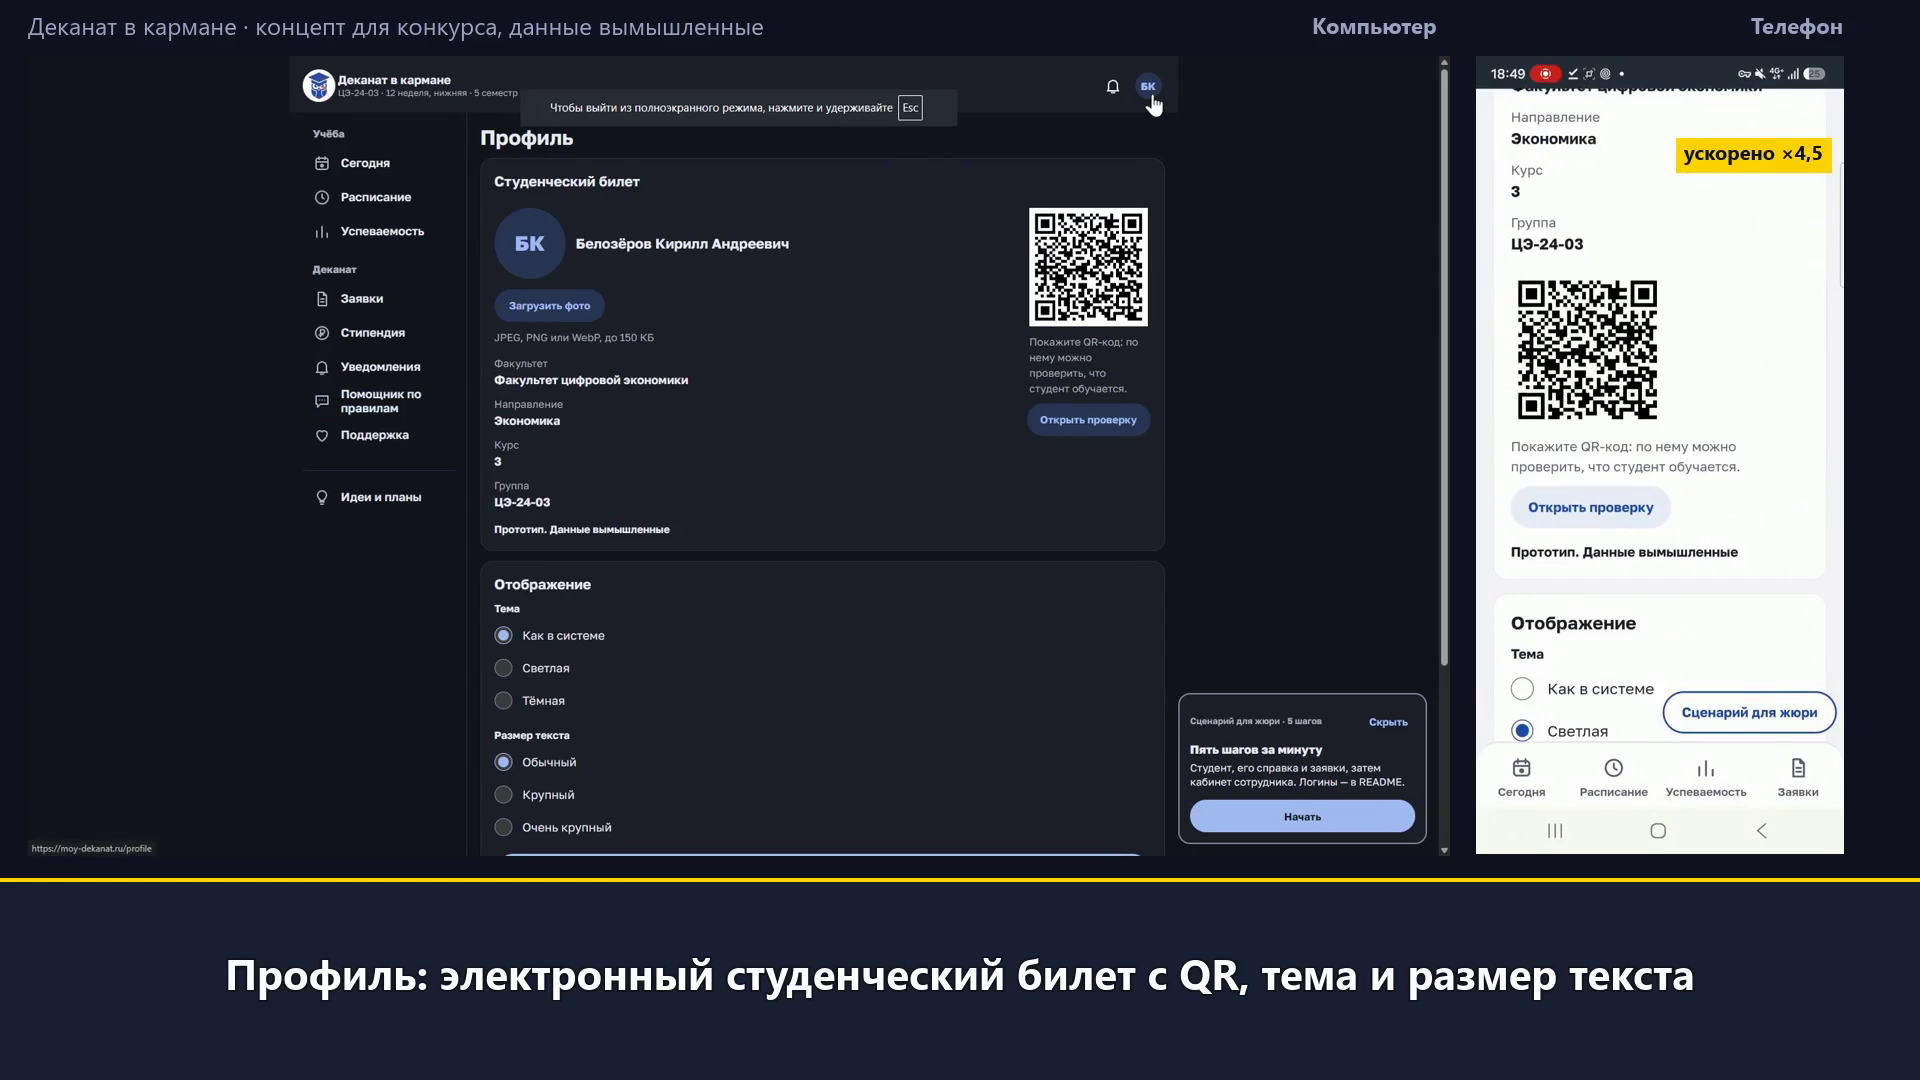 Деканат в кармане · концепт для конкурса, данные вымышленные
Компьютер
Телефон
Деканат в кармане
ЦЭ-24-03 · 12 неделя, нижняя · 5 семестр
БК
Чтобы выйти из полноэкранного режима, нажмите и удерживайте Esc
Учёба
Сегодня
Расписание
Успеваемость
Деканат
Заявки
Стипендия
Уведомления
Помощник по
правилам
Поддержка
Идеи и планы
Профиль
Студенческий билет
БК
Белозёров Кирилл Андреевич
Загрузить фото
JPEG, PNG или WebP, до 150 КБ
Факультет
Факультет цифровой экономики
Направление
Экономика
Курс
3
Группа
ЦЭ-24-03
Прототип. Данные вымышленные
Покажите QR-код: по
нему можно
проверить, что
студент обучается.
Открыть проверку
Отображение
Тема
Как в системе
Светлая
Тёмная
Размер текста
Обычный
Крупный
Очень крупный
Сценарий для жюри · 5 шагов
Скрыть
Пять шагов за минуту
Студент, его справка и заявки, затем
кабинет сотрудника. Логины — в README.
Начать
https://moy-dekanat.ru/profile
18:49
4G+
25
Факультет цифровой экономики
Направление
Экономика
ускорено ×4,5
Курс
3
Группа
ЦЭ-24-03
Покажите QR-код: по нему можно
проверить, что студент обучается.
Открыть проверку
Прототип. Данные вымышленные
Отображение
Тема
Как в системе
Сценарий для жюри
Светлая
Сегодня
Расписание
Успеваемость
Заявки
Профиль: электронный студенческий билет с QR, тема и размер текста